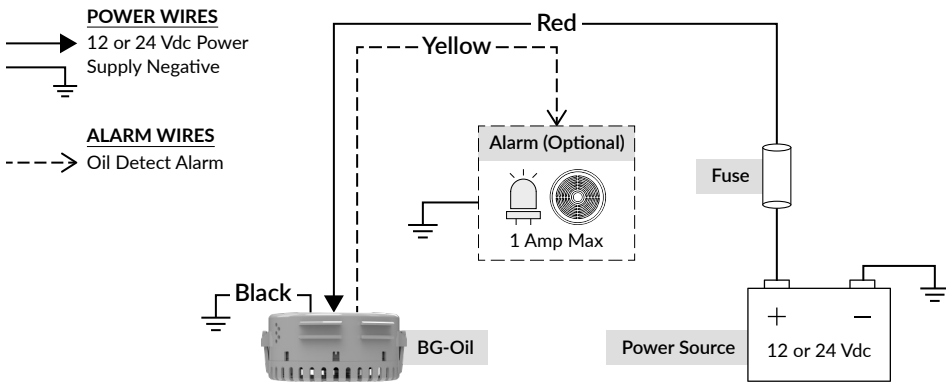 POWER WIRES
12 or 24 Vdc Power
Supply Negative
ALARM WIRES
Oil Detect Alarm
Red
Yellow
Alarm (Optional)
1 Amp Max
Fuse
Black
BG-Oil
Power Source
+ –
12 or 24 Vdc